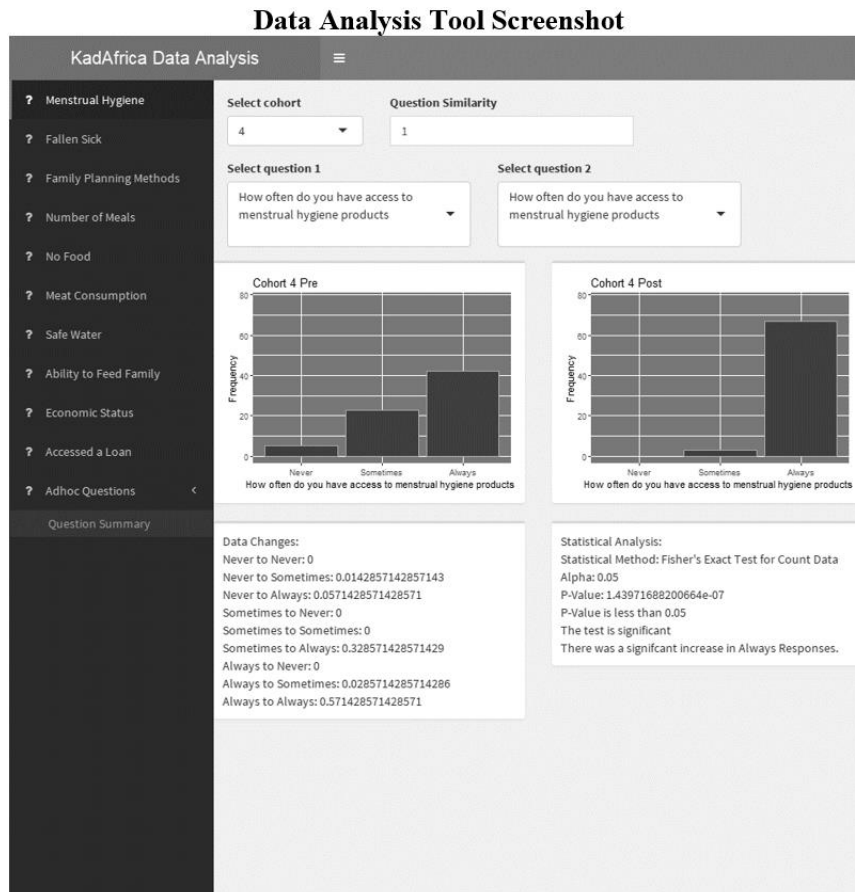 Data Analysis Tool Screenshot
KadAfrica Data Analysis
? Menstrual Hygiene
? Fallen Sick
? Family Planning Methods
? Number of Meals
? No Food
? Meat Consumption
? Safe Water
? Ability to Feed Family
? Economic Status
? Accessed a Loan
? Adhoc Questions <
Question Summary
Select cohort
4
Question Similarity
1
Select question 1
How often do you have access to
menstrual hygiene products
Select question 2
How often do you have access to
menstrual hygiene products
Cohort 4 Pre
80
60
40
20
0
Frequency
Never Sometimes Always
How often do you have access to menstrual hygiene products
Cohort 4 Post
80
60
40
20
0
Frequency
Never Sometimes Always
How often do you have access to menstrual hygiene products
Data Changes:
Never to Never: 0
Never to Sometimes: 0.0142857142857143
Never to Always: 0.0571428571428571
Sometimes to Never: 0
Sometimes to Sometimes: 0
Sometimes to Always: 0.328571428571429
Always to Never: 0
Always to Sometimes: 0.0285714285714286
Always to Always: 0.571428571428571
Statistical Analysis:
Statistical Method: Fisher's Exact Test for Count Data
Alpha: 0.05
P-Value: 1.43971688200664e-07
P-Value is less than 0.05
The test is significant
There was a signifcant increase in Always Responses.